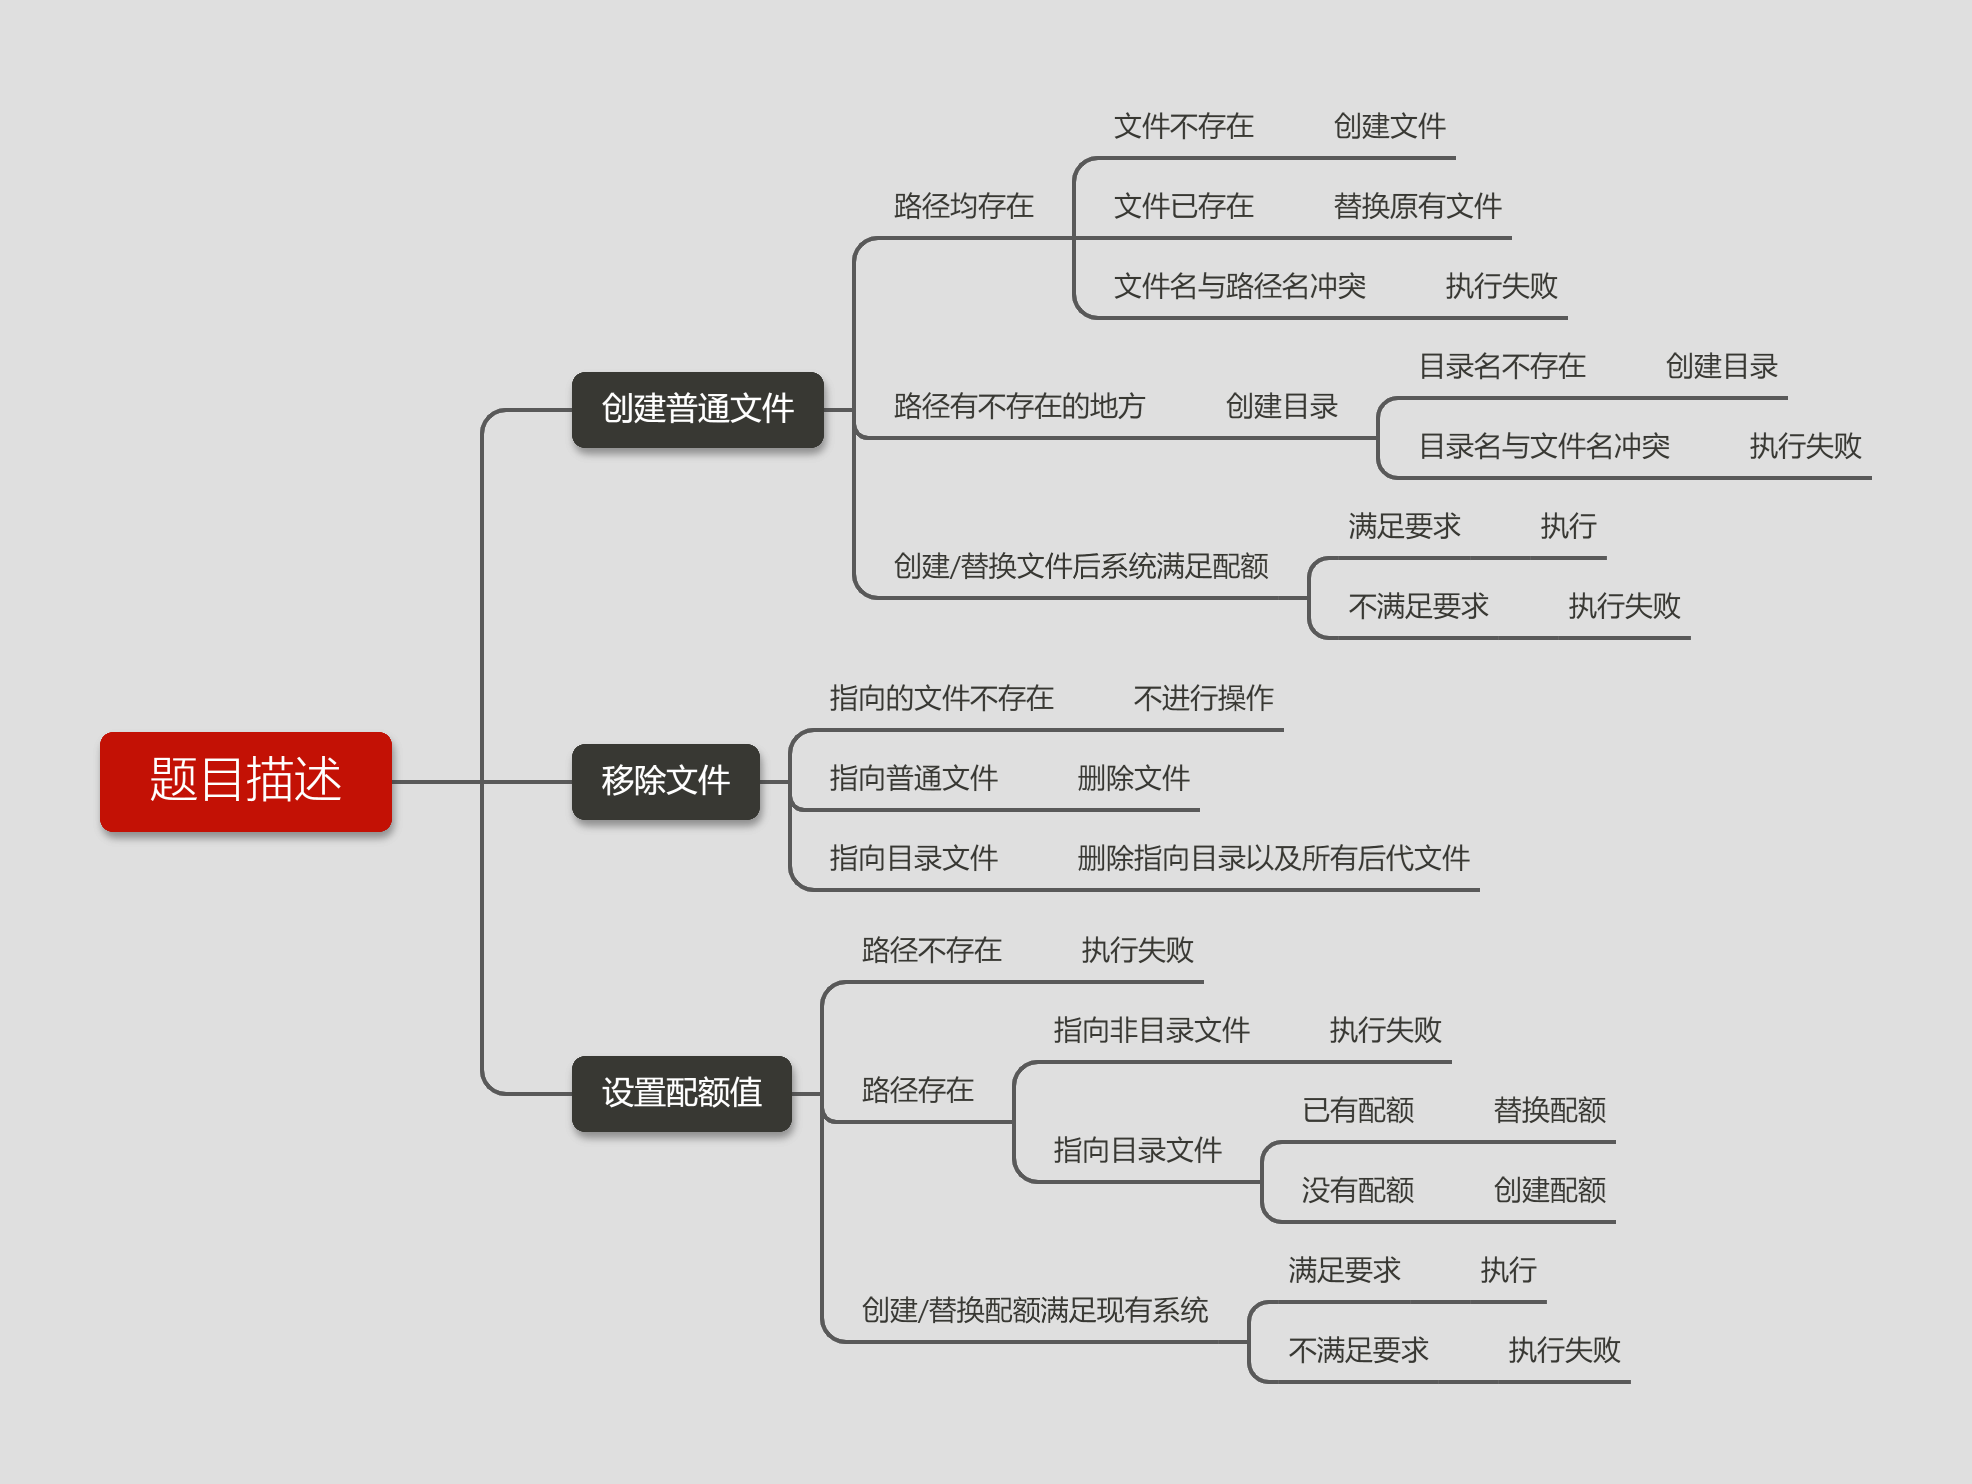 题目描述
创建普通文件
路径均存在
文件不存在 创建文件
文件已存在 替换原有文件
文件名与路径名冲突 执行失败
路径有不存在的地方 创建目录
目录名不存在 创建目录
目录名与文件名冲突 执行失败
创建/替换文件后系统满足配额
满足要求 执行
不满足要求 执行失败
移除文件
指向的文件不存在 不进行操作
指向普通文件 删除文件
指向目录文件 删除指向目录以及所有后代文件
设置配额值
路径不存在 执行失败
路径存在
指向非目录文件 执行失败
指向目录文件
已有配额 替换配额
没有配额 创建配额
创建/替换配额满足现有系统
满足要求 执行
不满足要求 执行失败